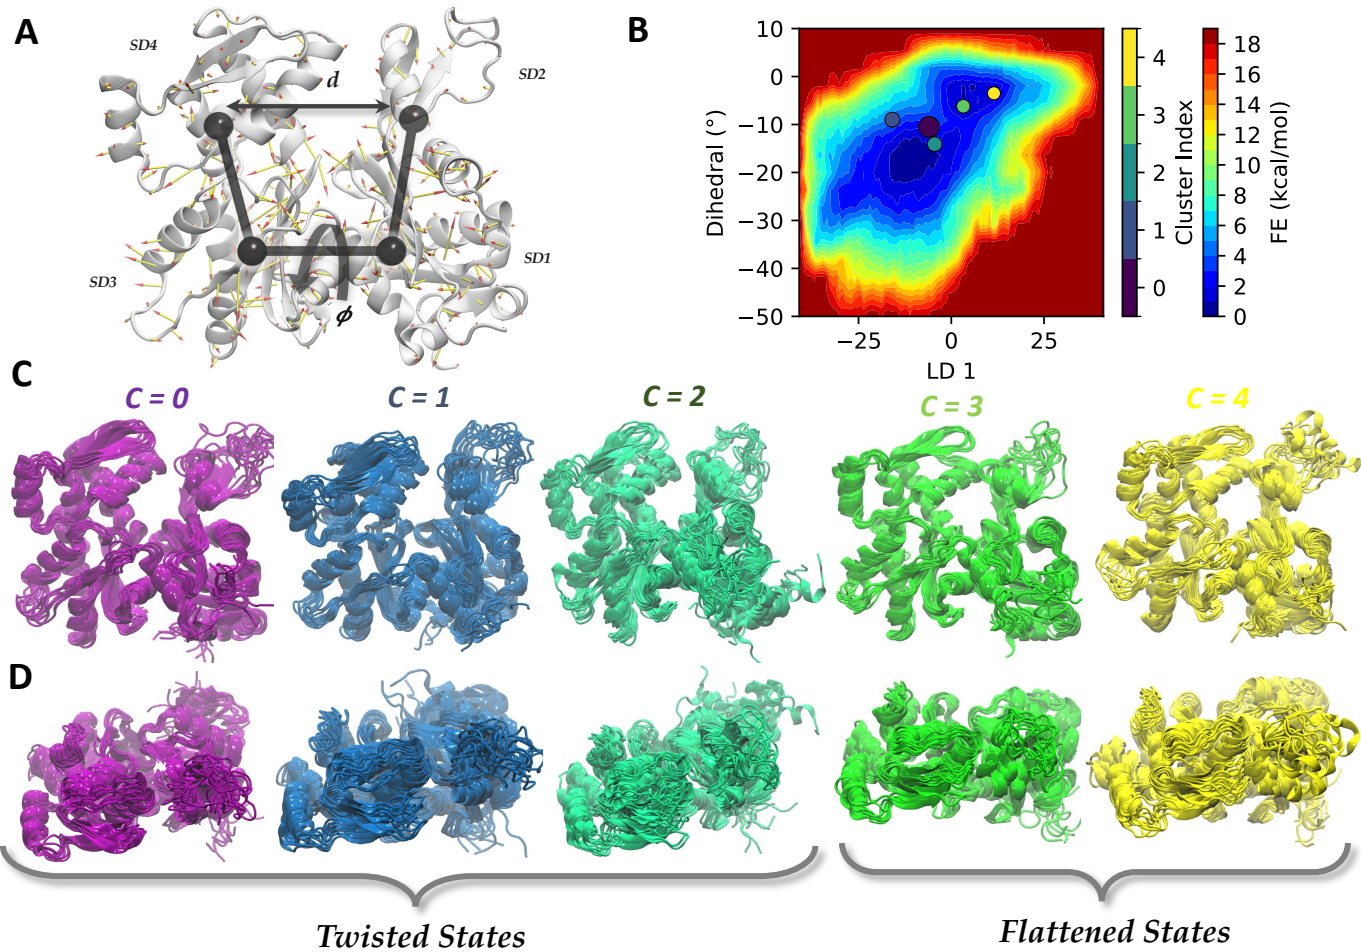 A
SD4
d
SD2
SD3
SD1
ϕ
B
10
0
−10
−20
−30
−40
−50
Dihedral (°)
−25
0
25
LD 1
4
3
2
1
0
Cluster Index
18
16
14
12
10
8
6
4
2
0
FE (kcal/mol)
C
C = 0
C = 1
C = 2
C = 3
C = 4
D
Twisted States
Flattened States